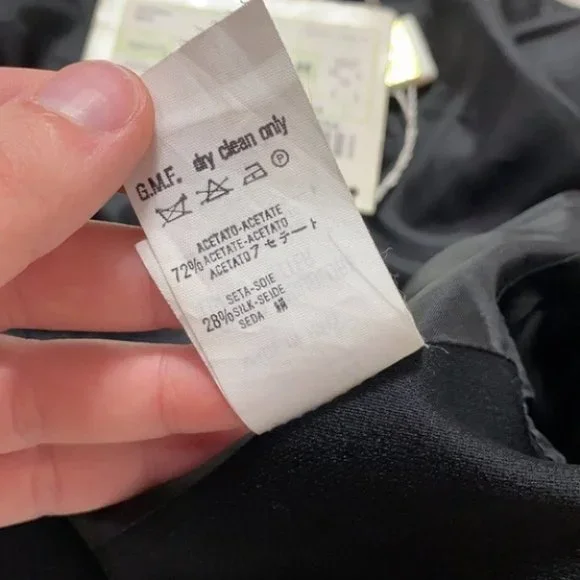 G.M.F. dry clean only
P
ACETATO-ACETATE
72% ACETATE-ACETATO
ACETATO アセテート
SETA-SOIE
28% SILK-SEIDE
SEDA 絹